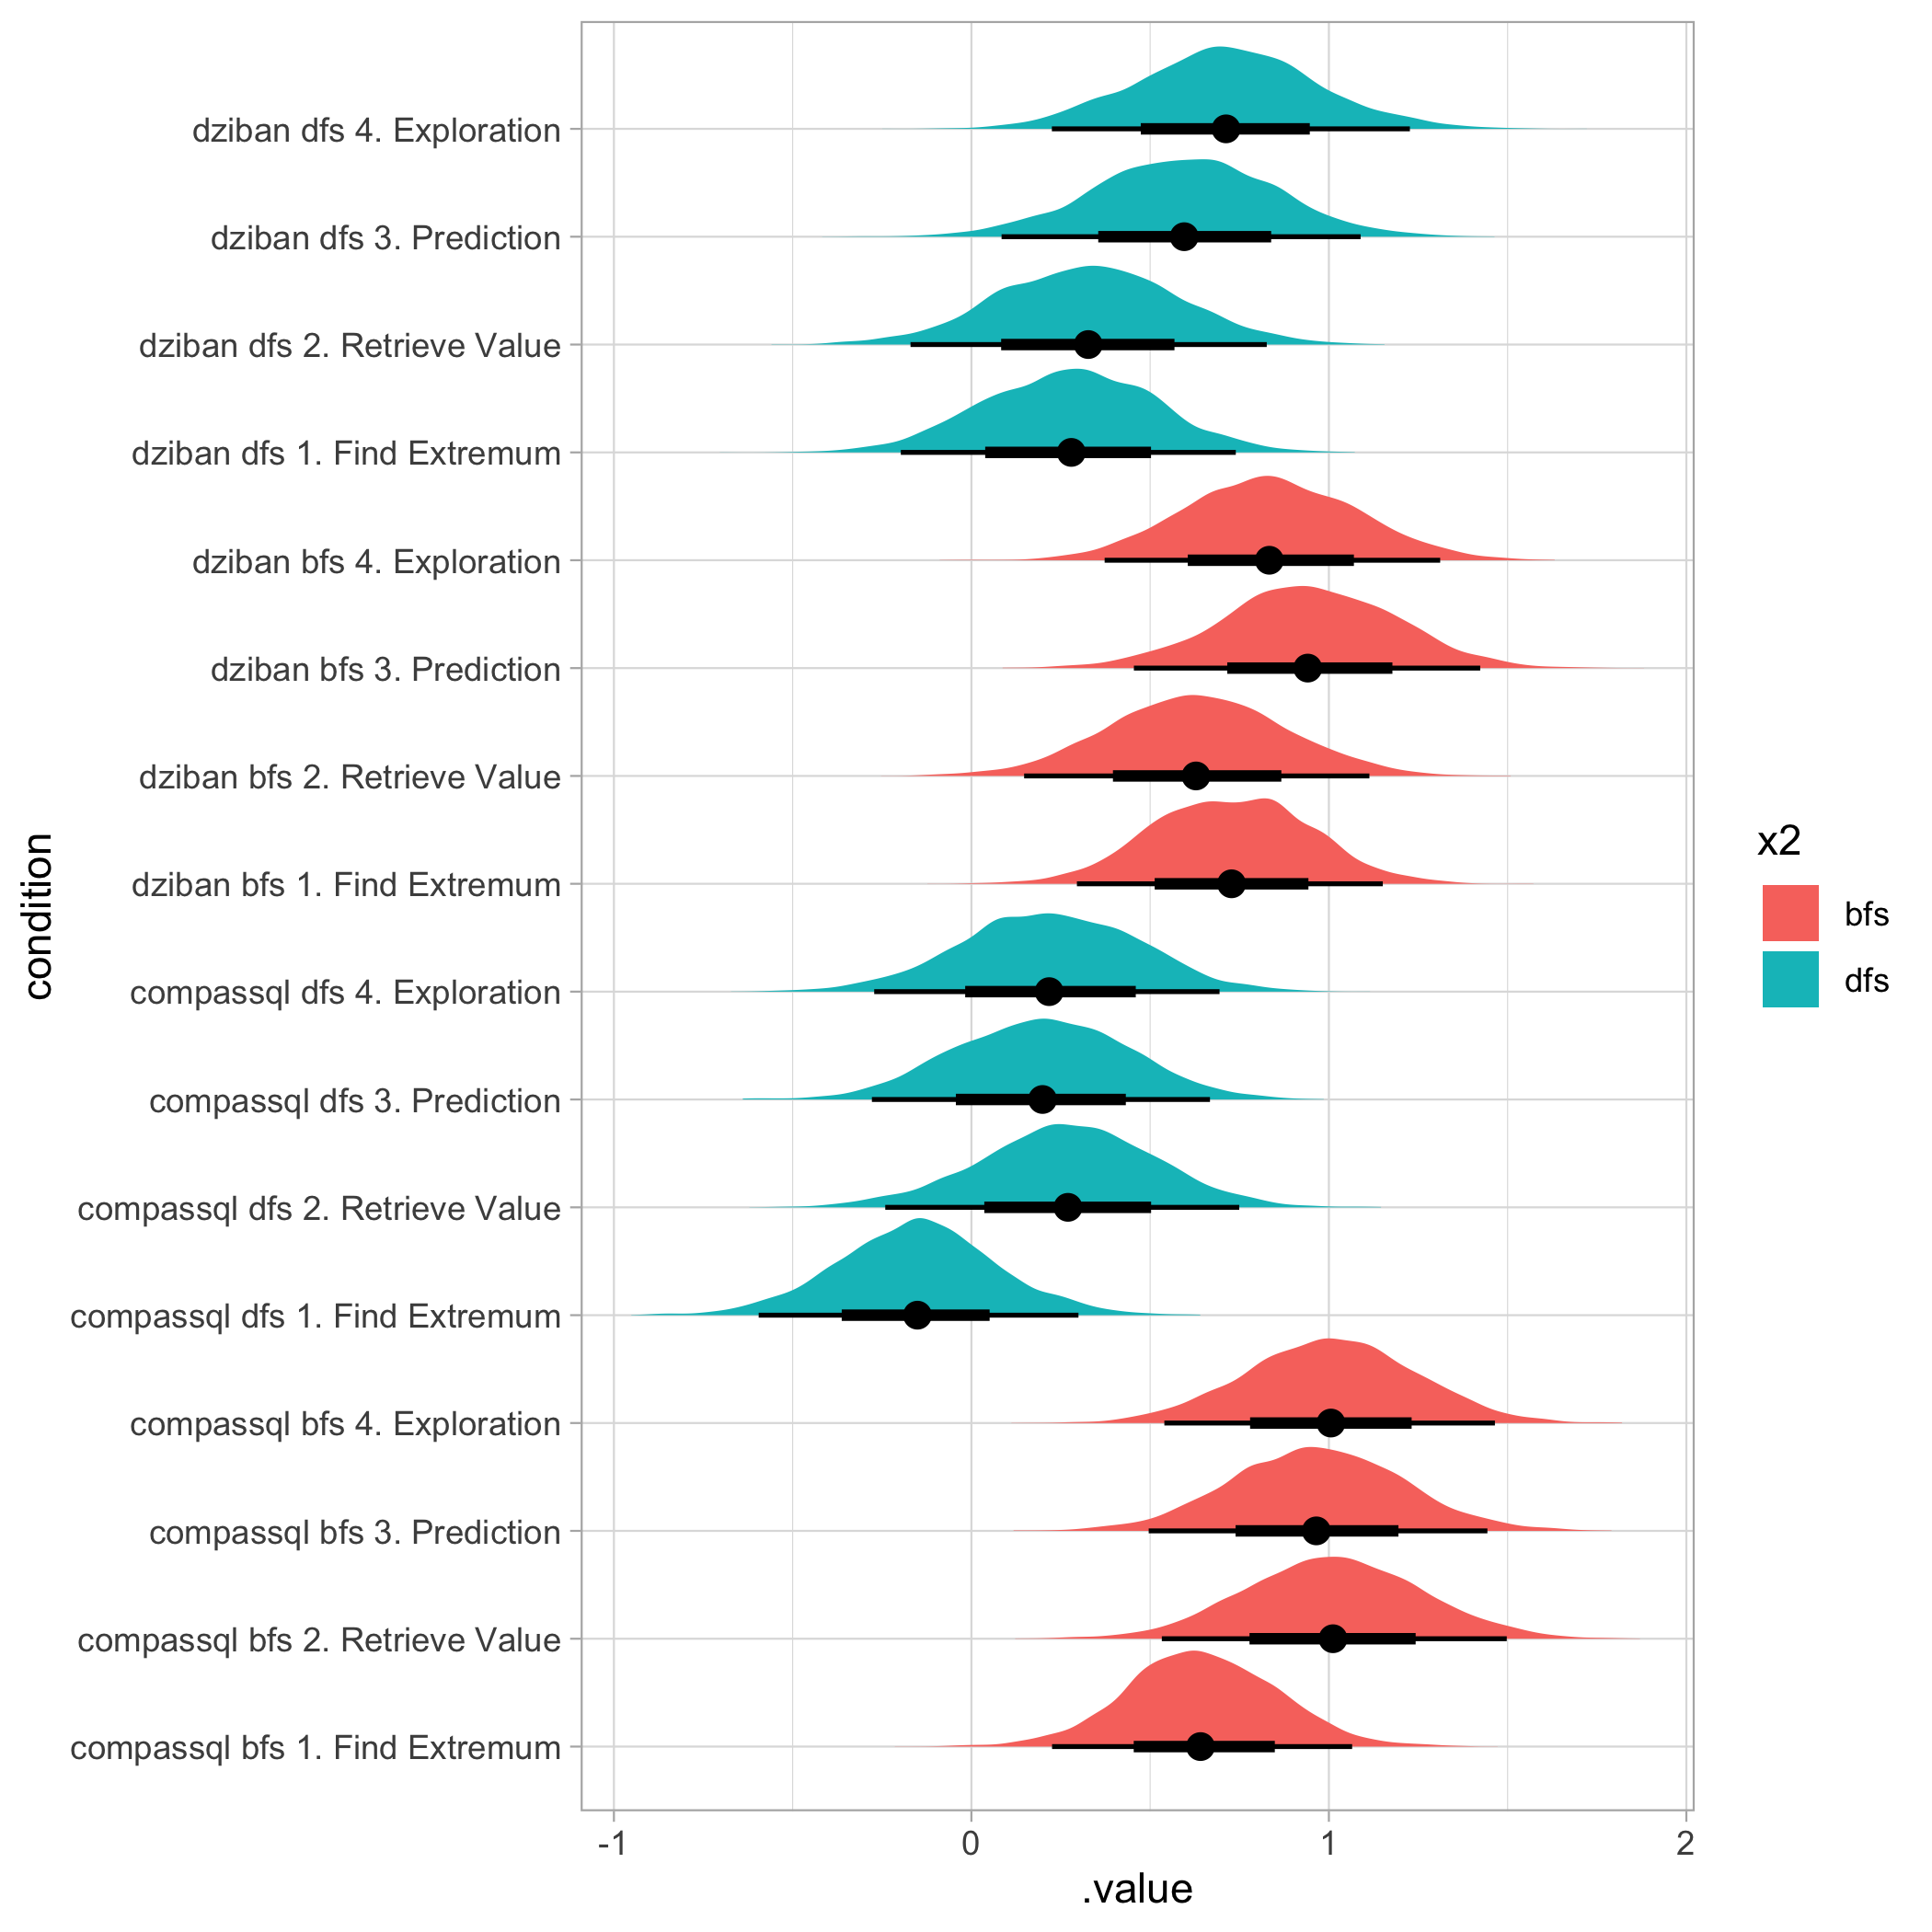 dziban dfs 4. Exploration
dziban dfs 3. Prediction
dziban dfs 2. Retrieve Value
dziban dfs 1. Find Extremum
dziban bfs 4. Exploration
dziban bfs 3. Prediction
dziban bfs 2. Retrieve Value
dziban bfs 1. Find Extremum
compassql dfs 4. Exploration
compassql dfs 3. Prediction
compassql dfs 2. Retrieve Value
compassql dfs 1. Find Extremum
compassql bfs 4. Exploration
compassql bfs 3. Prediction
compassql bfs 2. Retrieve Value
compassql bfs 1. Find Extremum
condition
-1 0 1 2
.value
x2
bfs
dfs